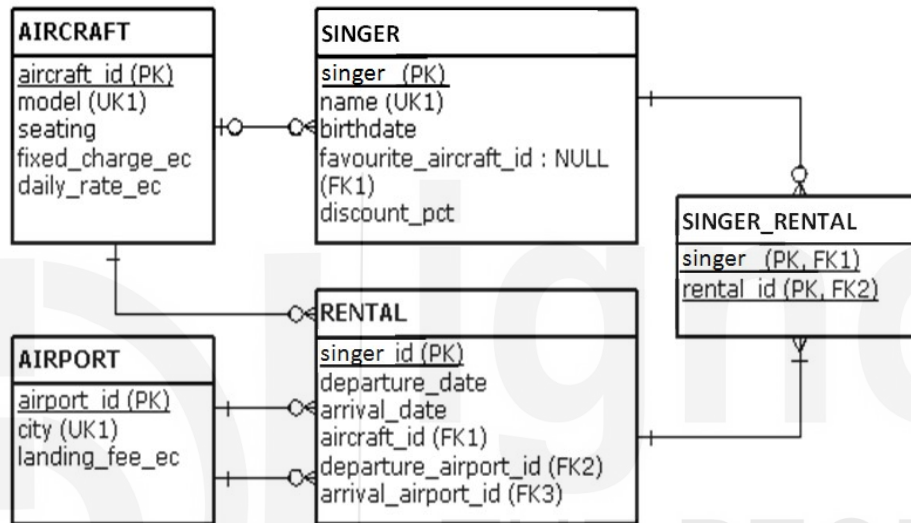 AIRCRAFT
aircraft_id (PK)
model (UK1)
seating
fixed_charge_ec
daily_rate_ec
SINGER
singer (PK)
name (UK1)
birthdate
favourite_aircraft_id : NULL
(FK1)
discount_pct
SINGER_RENTAL
singer (PK, FK1)
rental_id (PK, FK2)
AIRPORT
airport_id (PK)
city (UK1)
landing_fee_ec
RENTAL
singer_id (PK)
departure_date
arrival_date
aircraft_id (FK1)
departure_airport_id (FK2)
arrival_airport_id (FK3)